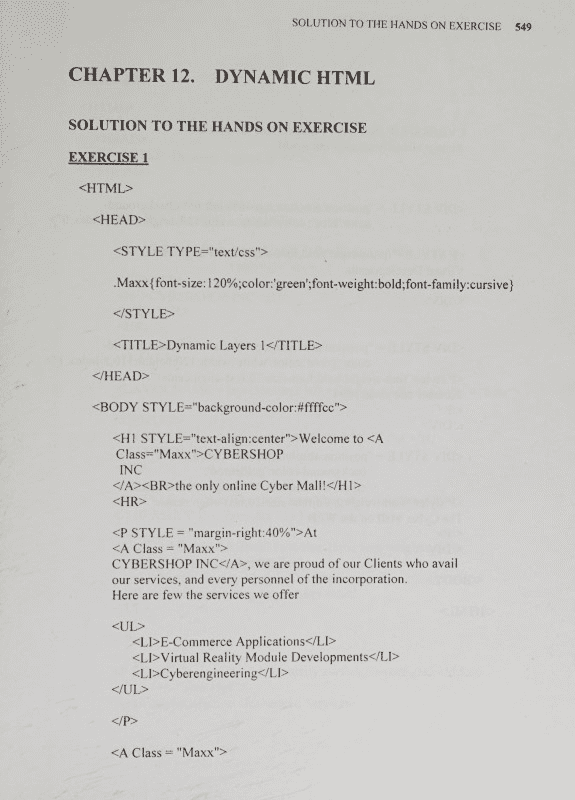 SOLUTION TO THE HANDS ON EXERCISE 549
CHAPTER 12. DYNAMIC HTML
SOLUTION TO THE HANDS ON EXERCISE
EXERCISE 1
<HTML>
<HEAD>
<STYLE TYPE="text/css">
.Maxx{font-size:120%;color:'green';font-weight:bold;font-family:cursive}
</STYLE>
<TITLE>Dynamic Layers 1</TITLE>
</HEAD>
<BODY STYLE="background-color:#ffffcc">
<H1 STYLE="text-align:center">Welcome to <A
Class="Maxx">CYBERSHOP
INC
</A><BR>the only online Cyber Mall!</H1>
<HR>
<P STYLE = "margin-right:40%">At
<A Class = "Maxx">
CYBERSHOP INC</A>, we are proud of our Clients who avail
our services, and every personnel of the incorporation.
Here are few the services we offer
<UL>
<LI>E-Commerce Applications</LI>
<LI>Virtual Reality Module Developments</LI>
<LI>Cyberengineering</LI>
</UL>
</P>
<A Class = "Maxx">